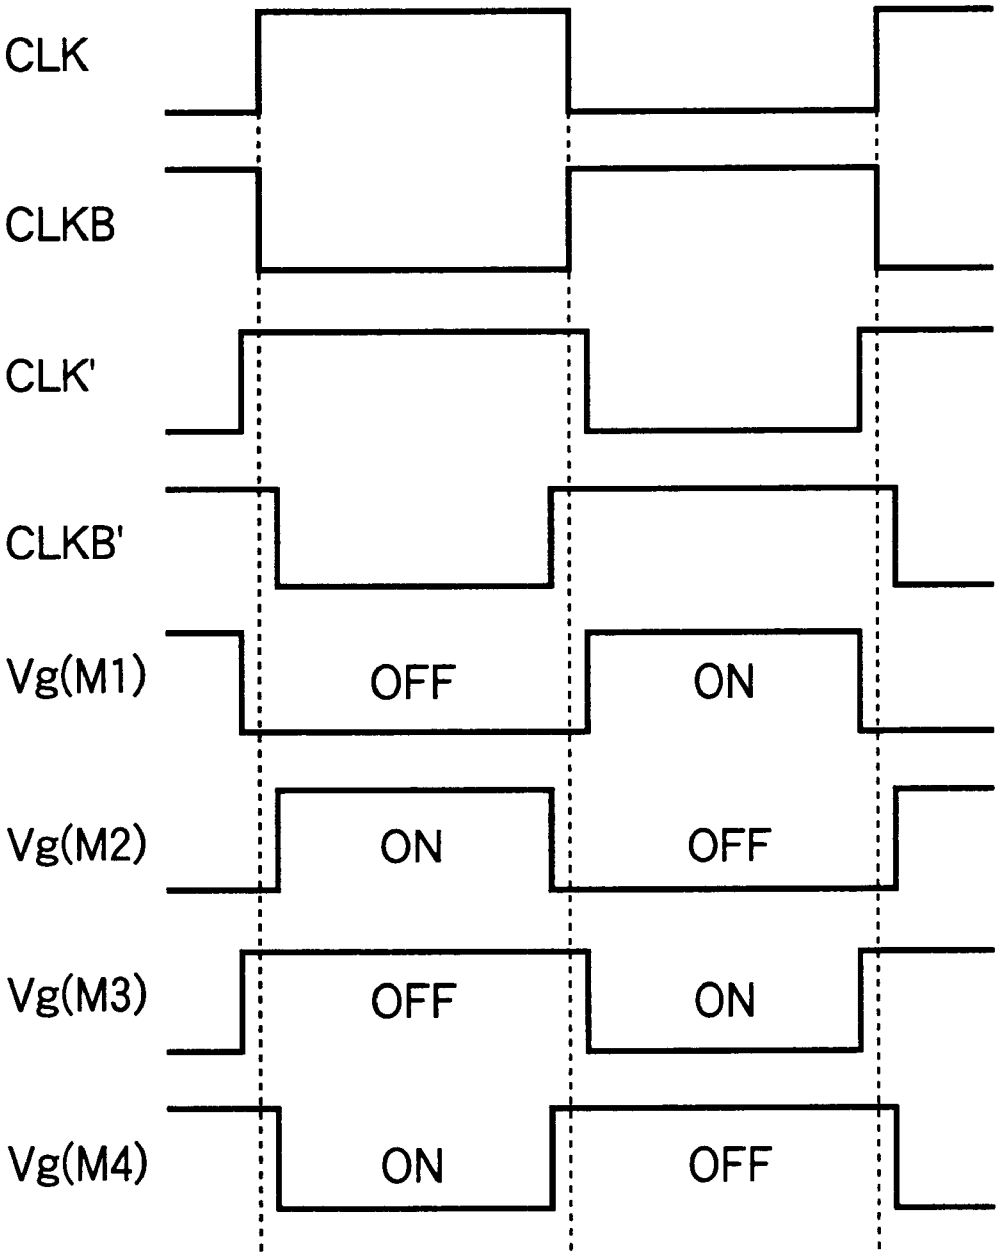 CLK
CLKB
CLK'
CLKB'
Vg(M1) OFF ON
Vg(M2) ON OFF
Vg(M3) OFF ON
Vg(M4) ON OFF